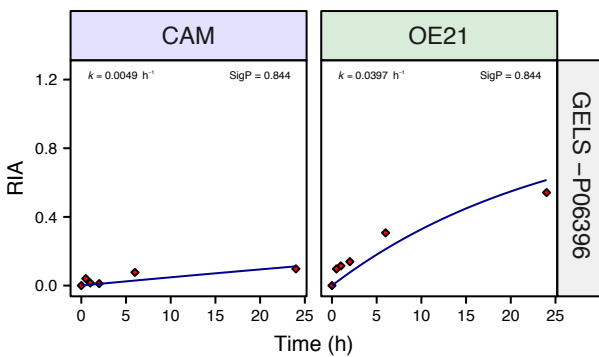 CAM
OE21
k = 0.0049 h⁻¹
SigP = 0.844
k = 0.0397 h⁻¹
SigP = 0.844
GELS −P06396
RIA
1.2
0.8
0.4
0.0
0 5 10 15 20 25
0 5 10 15 20 25
Time (h)